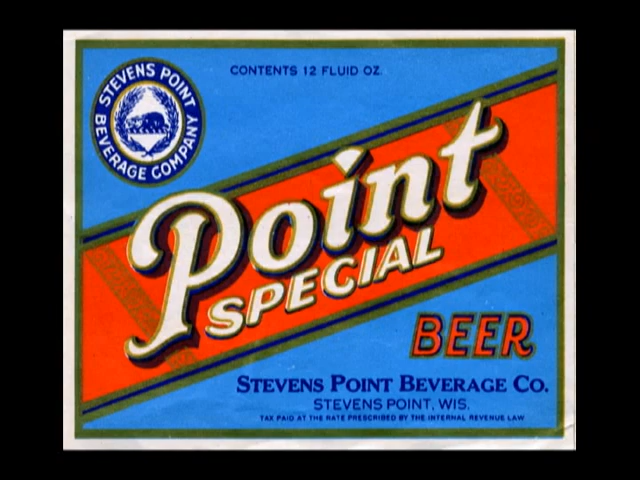 STEVENS POINT
BEVERAGE COMPANY
CONTENTS 12 FLUID OZ.
Point
SPECIAL
BEER
STEVENS POINT BEVERAGE CO.
STEVENS POINT, WIS.
TAX PAID AT THE RATE PRESCRIBED BY THE INTERNAL REVENUE LAW